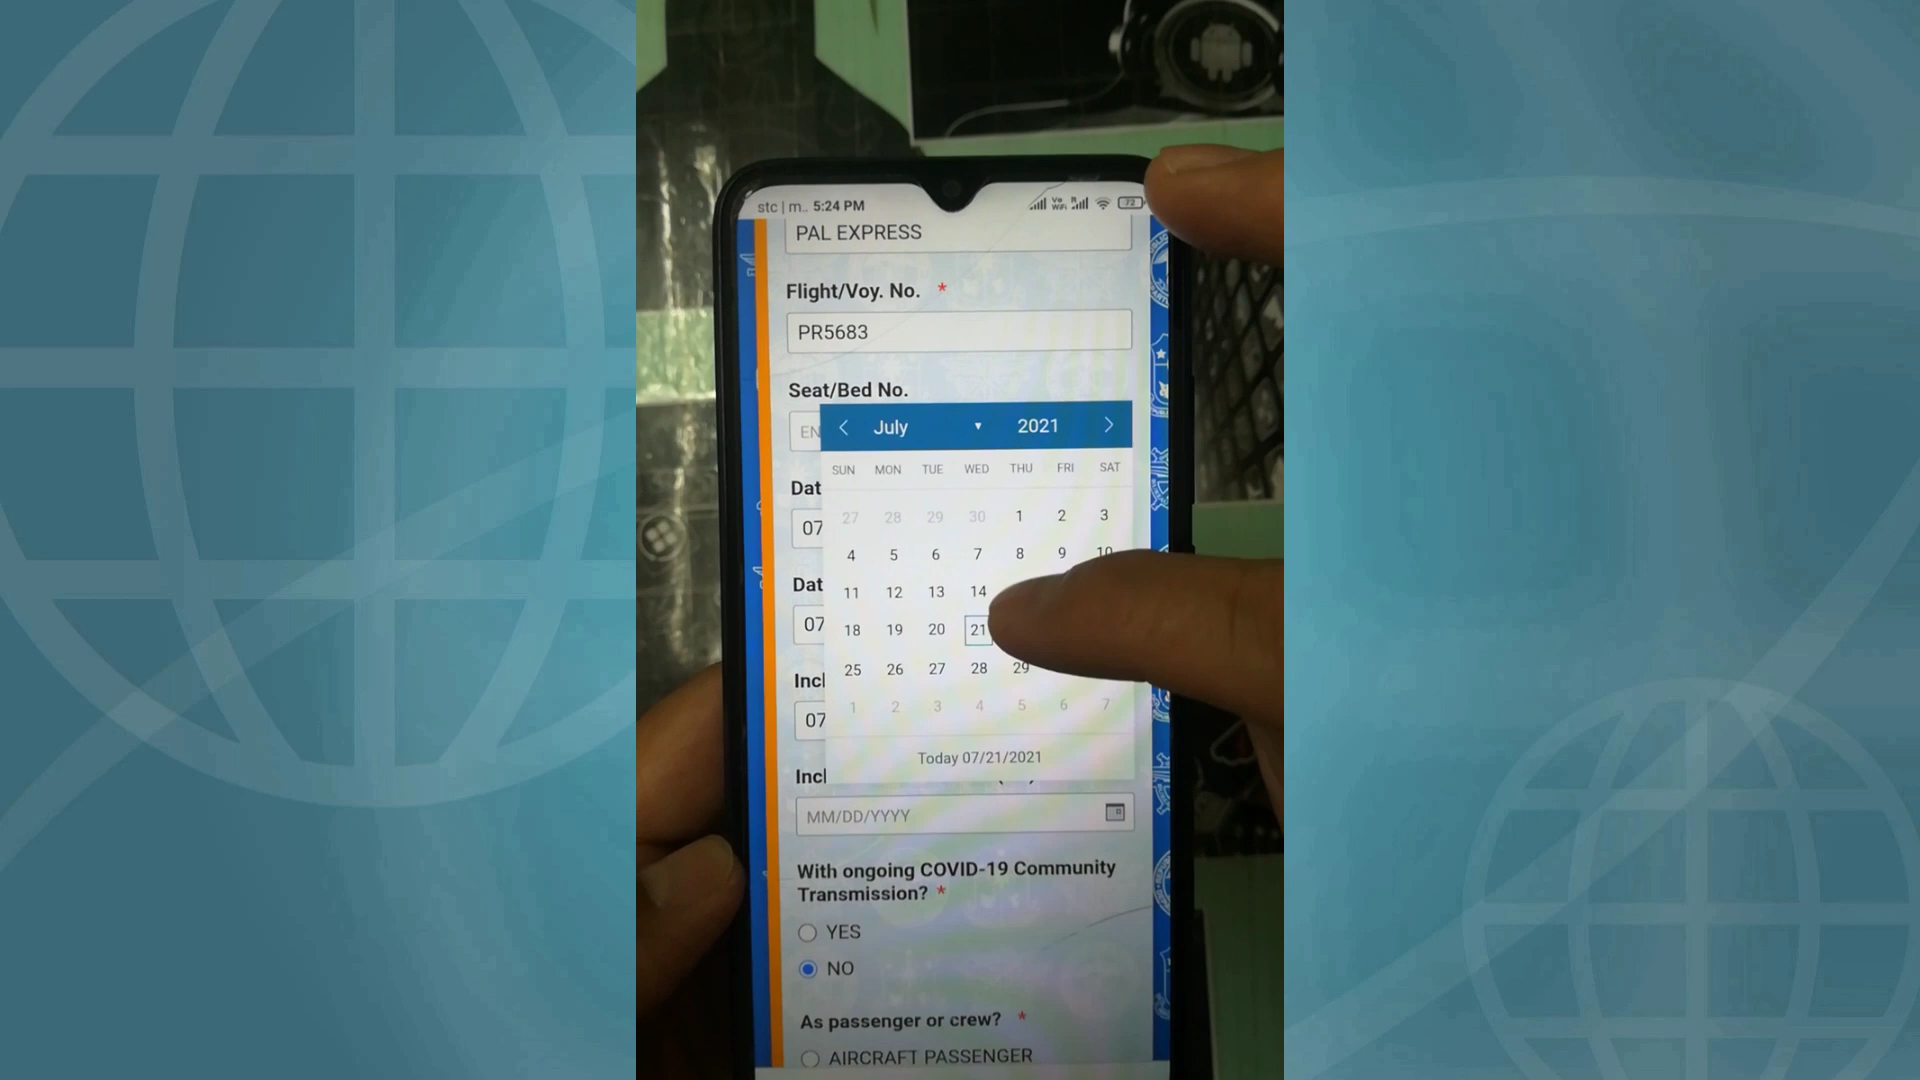 stc | m.. 5:24 PM
72
PAL EXPRESS
Flight/Voy. No. *
PR5683
Seat/Bed No.
EN
July 2021
SUN MON TUE WED THU FRI SAT
Dat
27 28 29 30 1 2 3
07
4 5 6 7 8 9 10
Dat
11 12 13 14
07
18 19 20 21
25 26 27 28 29
Incl
1 2 3 4 5 6 7
07
Today 07/21/2021
Incl
MM/DD/YYYY
With ongoing COVID-19 Community
Transmission? *
YES
NO
As passenger or crew? *
AIRCRAFT PASSENGER